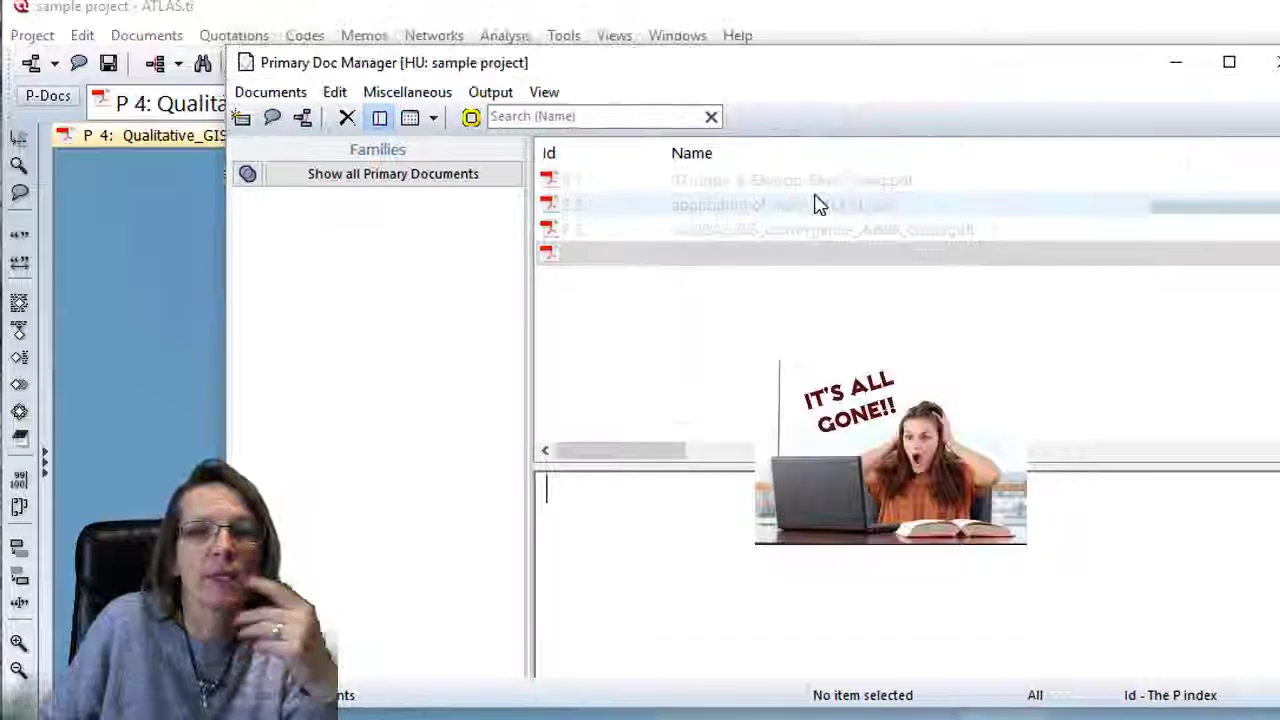 sample project - ATLAS.ti
Project Edit Documents Quotations Codes Memos Networks Analysis Tools Views Windows Help
Primary Doc Manager [HU: sample project]
P-Docs
P 4: Qualita
Documents Edit Miscellaneous Output View
Search (Name)
P 4: Qualitative_GIS
Families
Id Name
Show all Primary Documents
IT'S ALL
GONE!!
No item selected
All
Id - The P index